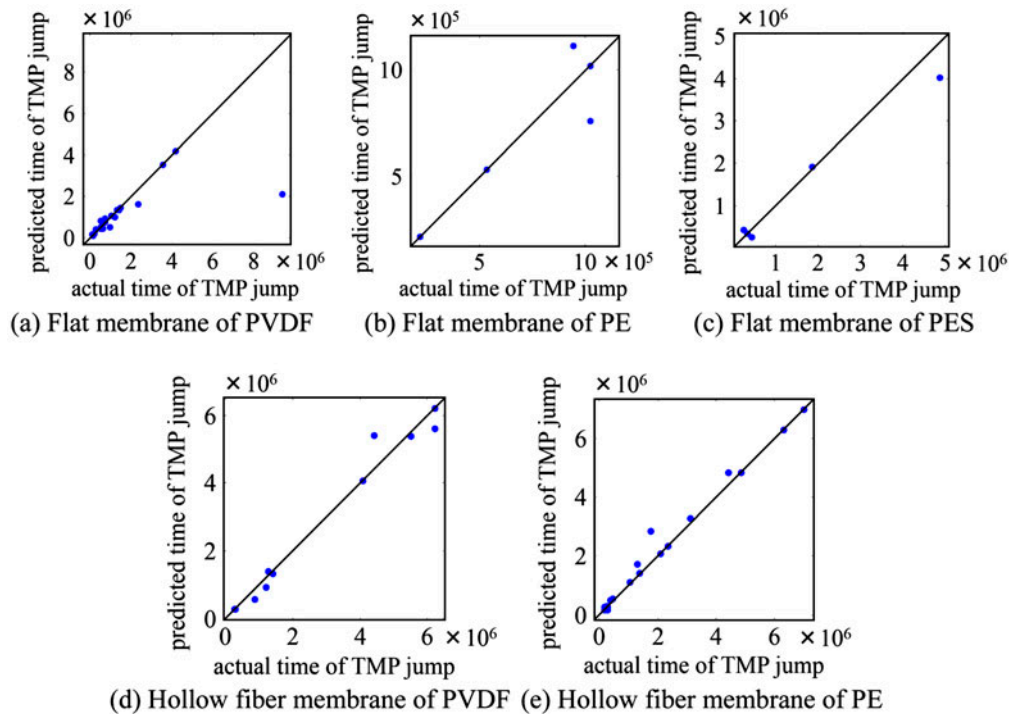 × 10⁶
8
6
4
2
0
predicted time of TMP jump
0 2 4 6 8 × 10⁶
actual time of TMP jump
(a) Flat membrane of PVDF
× 10⁵
10
5
predicted time of TMP jump
5 10 × 10⁵
actual time of TMP jump
(b) Flat membrane of PE
× 10⁶
5
4
3
2
1
predicted time of TMP jump
1 2 3 4 5 × 10⁶
actual time of TMP jump
(c) Flat membrane of PES
× 10⁶
6
4
2
0
predicted time of TMP jump
0 2 4 6 × 10⁶
actual time of TMP jump
(d) Hollow fiber membrane of PVDF
× 10⁶
6
4
2
0
predicted time of TMP jump
0 2 4 6 × 10⁶
actual time of TMP jump
(e) Hollow fiber membrane of PE